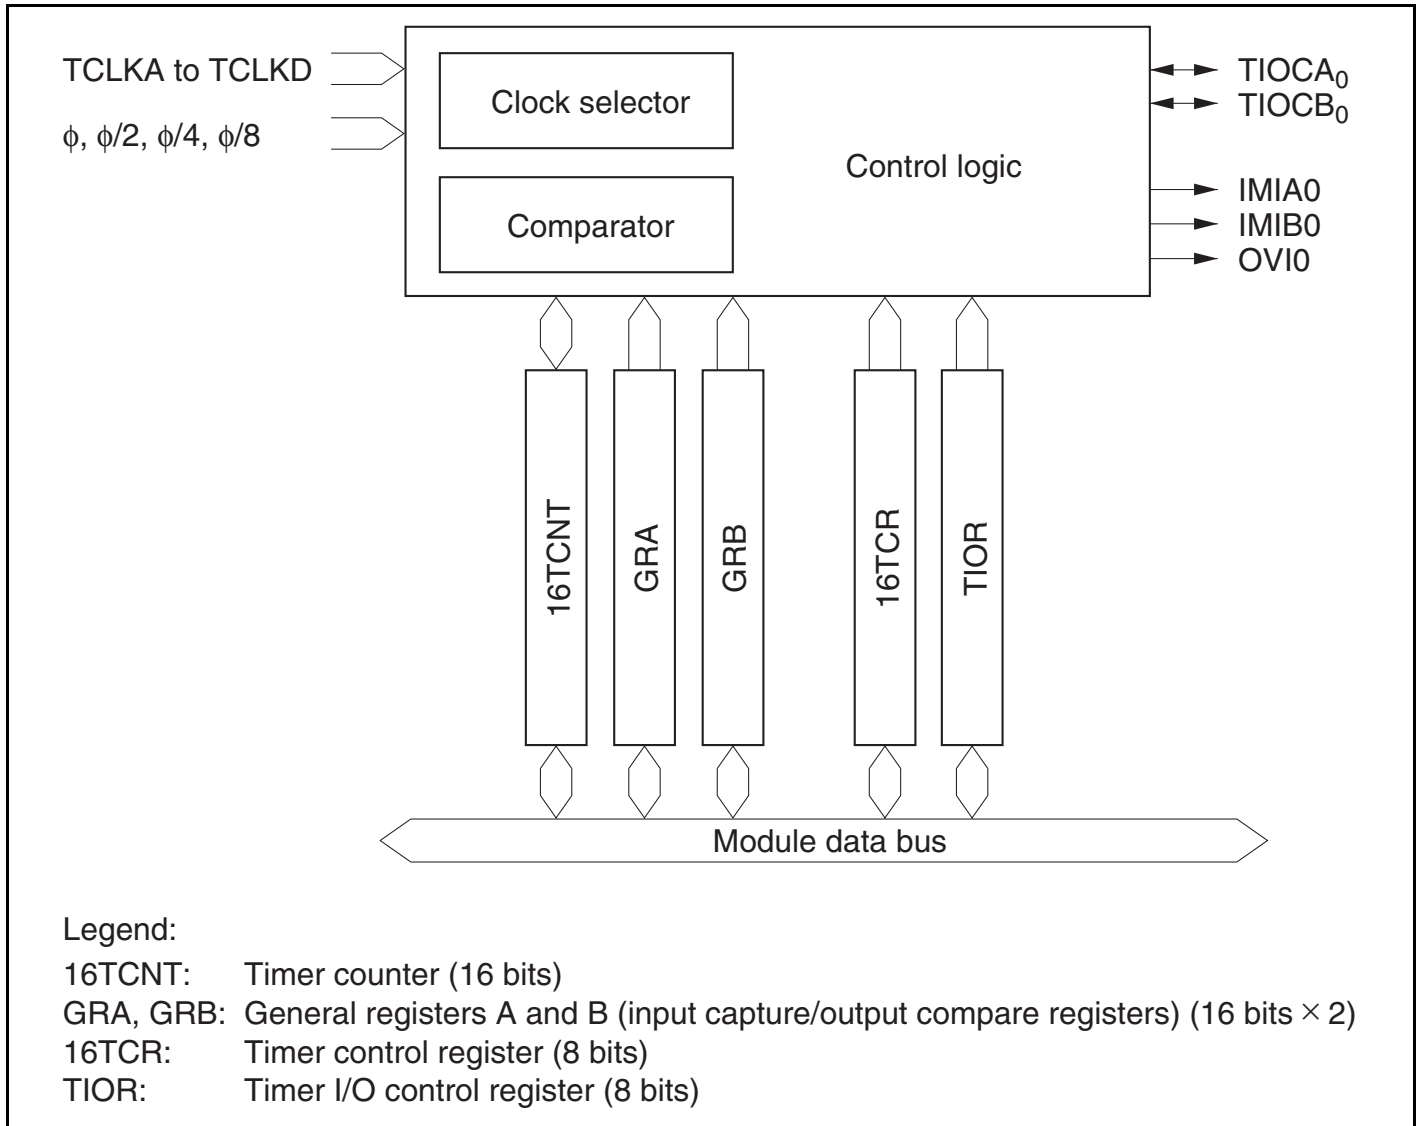 TCLKA to TCLKD
ϕ, ϕ/2, ϕ/4, ϕ/8
Clock selector
Comparator
Control logic
TIOCA₀
TIOCB₀
IMIA0
IMIB0
OVI0
16TCNT
GRA
GRB
16TCR
TIOR
Module data bus
Legend:
16TCNT: Timer counter (16 bits)
GRA, GRB: General registers A and B (input capture/output compare registers) (16 bits × 2)
16TCR: Timer control register (8 bits)
TIOR: Timer I/O control register (8 bits)